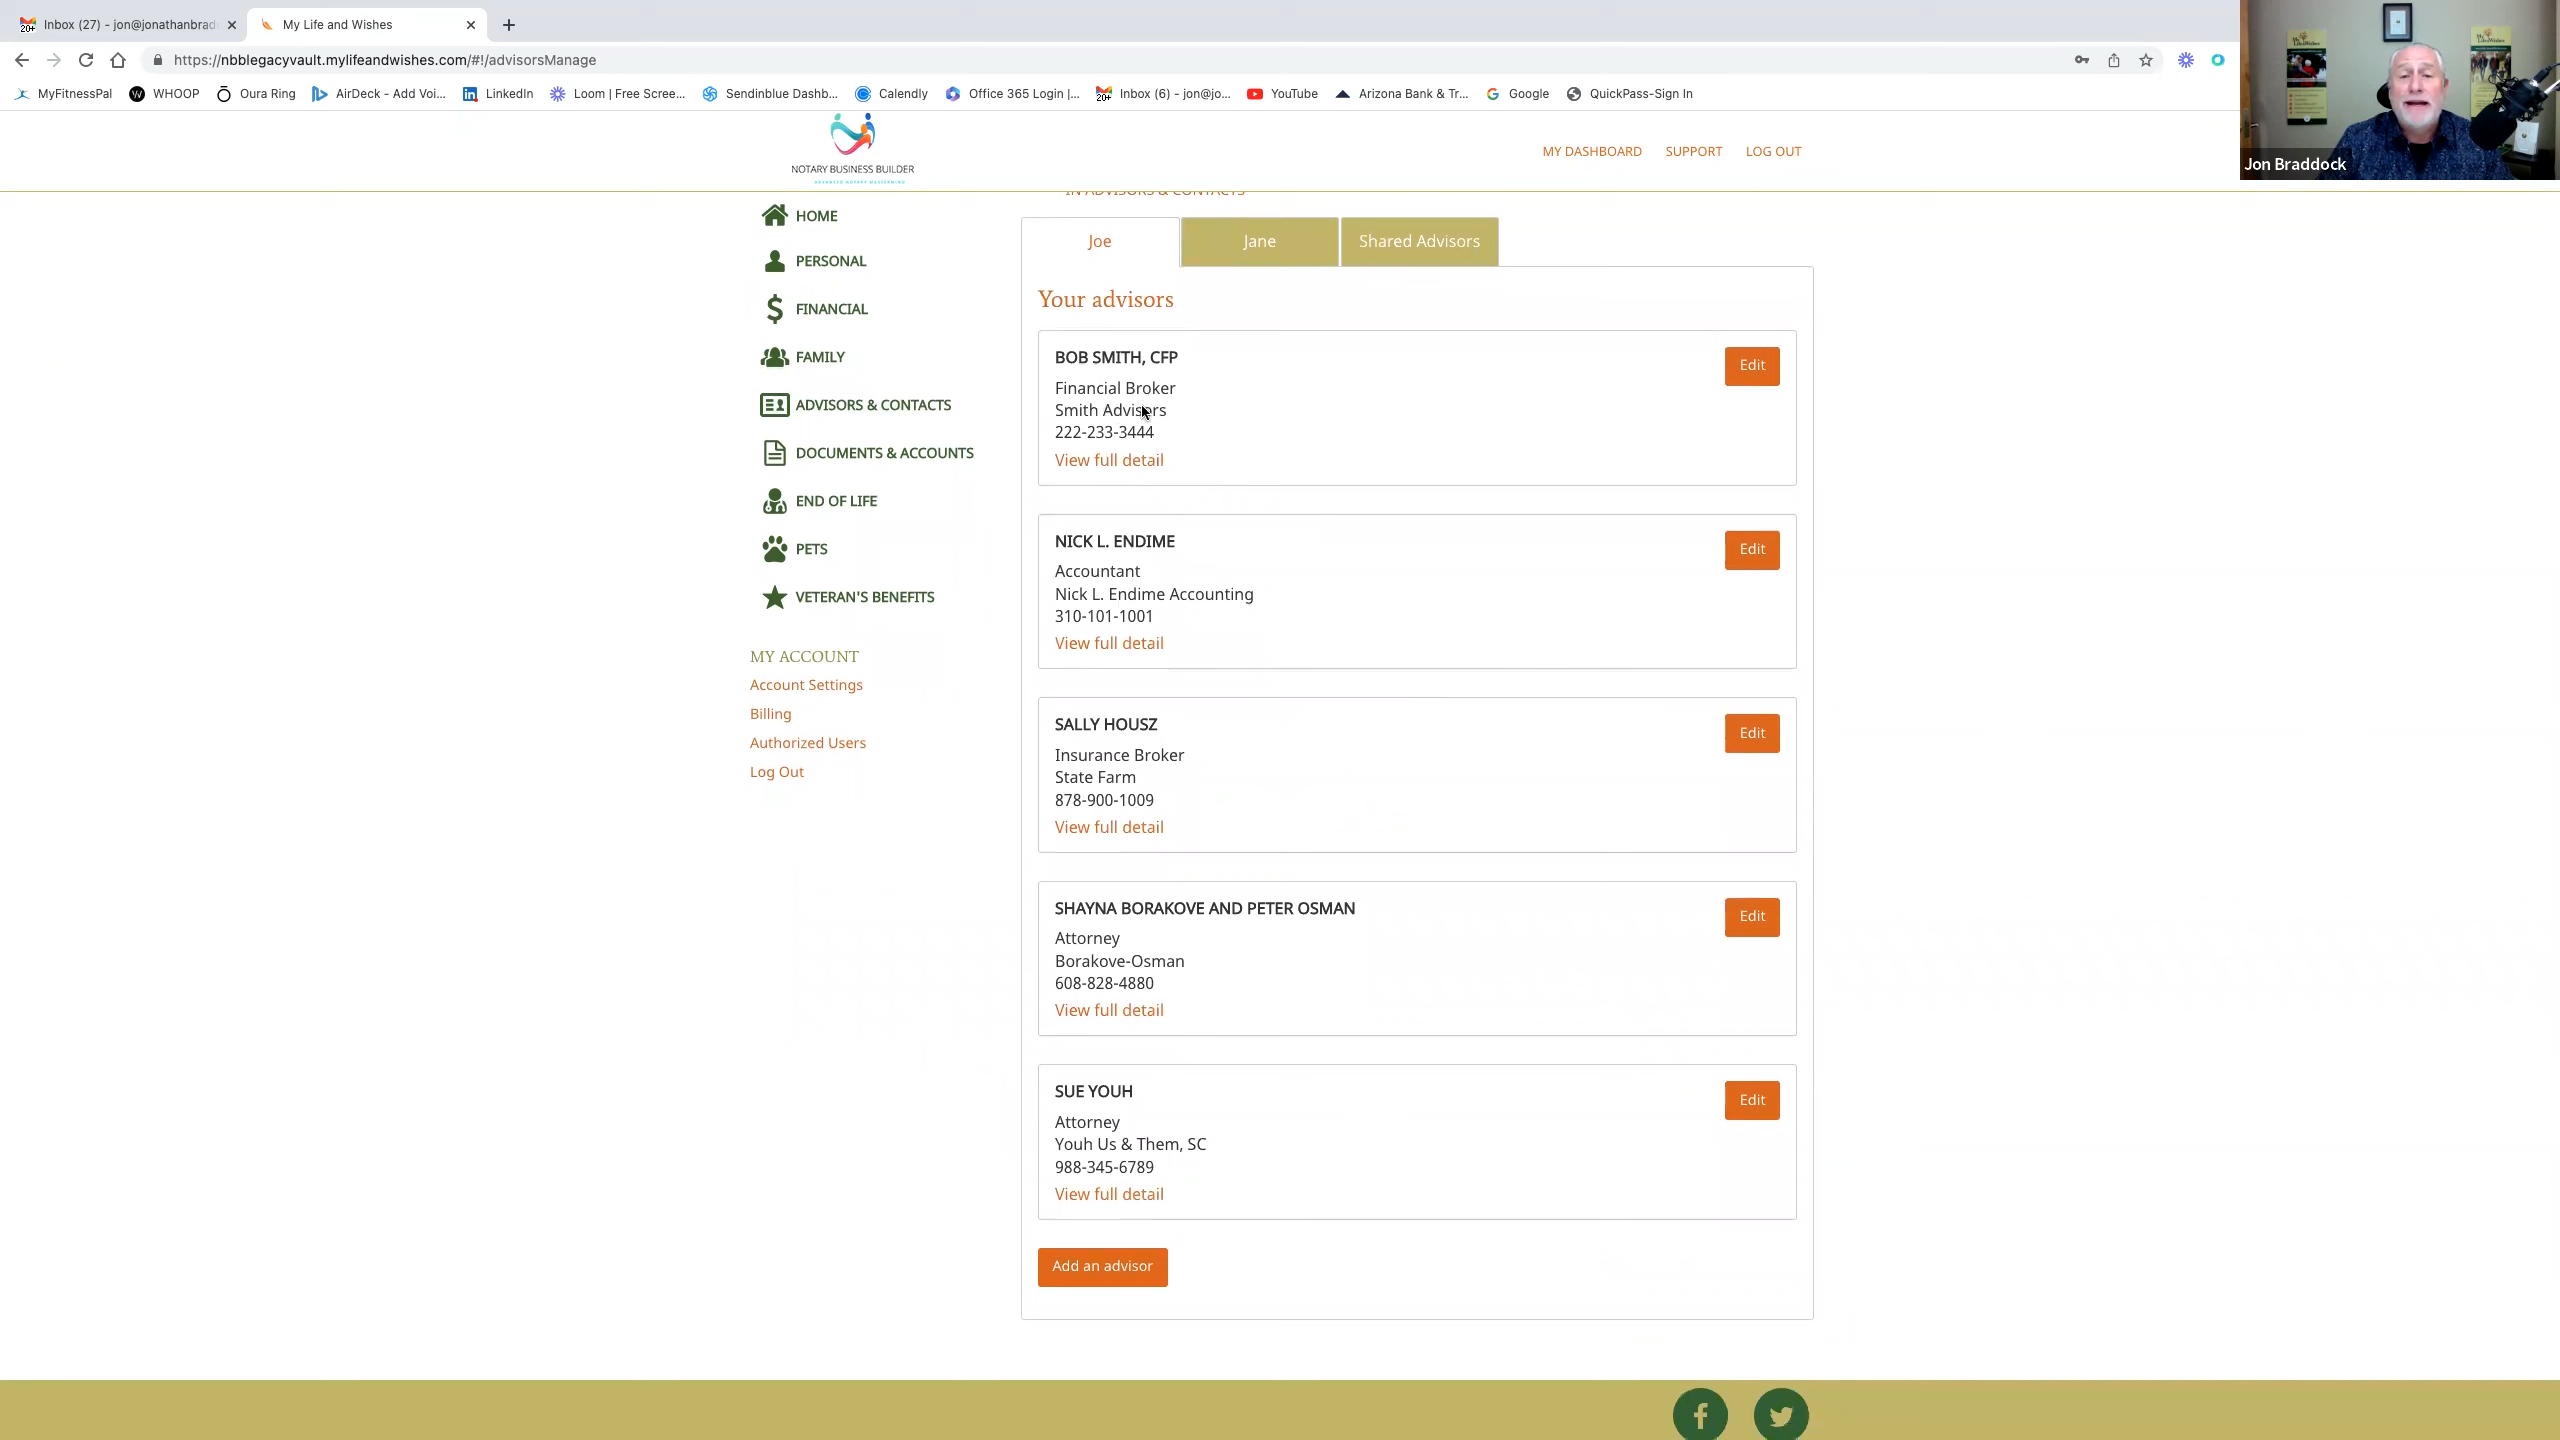 Inbox (27) - jon@jonathanbrad
My Life and Wishes
https://nbblegacyvault.mylifeandwishes.com/#!/advisorsManage
MyFitnessPal
WHOOP
Oura Ring
AirDeck - Add Voi...
LinkedIn
Loom | Free Scree...
Sendinblue Dashb...
Calendly
Office 365 Login |...
Inbox (6) - jon@jo...
YouTube
Arizona Bank & Tr...
Google
QuickPass-Sign In
Jon Braddock
NOTARY BUSINESS BUILDER
ADVANCED NOTARY MASTERMIND
MY DASHBOARD
SUPPORT
LOG OUT
IN ADVISORS & CONTACTS
HOME
PERSONAL
FINANCIAL
FAMILY
ADVISORS & CONTACTS
DOCUMENTS & ACCOUNTS
END OF LIFE
PETS
VETERAN'S BENEFITS
MY ACCOUNT
Account Settings
Billing
Authorized Users
Log Out
Joe
Jane
Shared Advisors
Your advisors
BOB SMITH, CFP
Edit
Financial Broker
Smith Advisors
222-233-3444
View full detail
NICK L. ENDIME
Edit
Accountant
Nick L. Endime Accounting
310-101-1001
View full detail
SALLY HOUSZ
Edit
Insurance Broker
State Farm
878-900-1009
View full detail
SHAYNA BORAKOVE AND PETER OSMAN
Edit
Attorney
Borakove-Osman
608-828-4880
View full detail
SUE YOUH
Edit
Attorney
Youh Us & Them, SC
988-345-6789
View full detail
Add an advisor